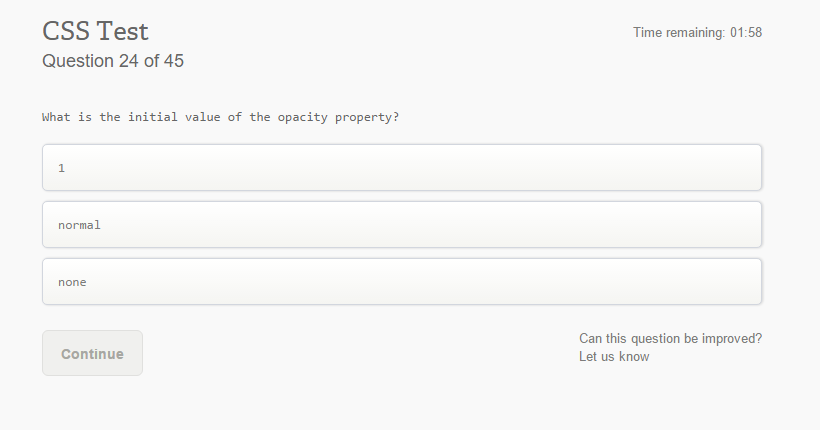 CSS Test
Time remaining: 01:58
Question 24 of 45
What is the initial value of the opacity property?
1
normal
none
Continue
Can this question be improved?
Let us know